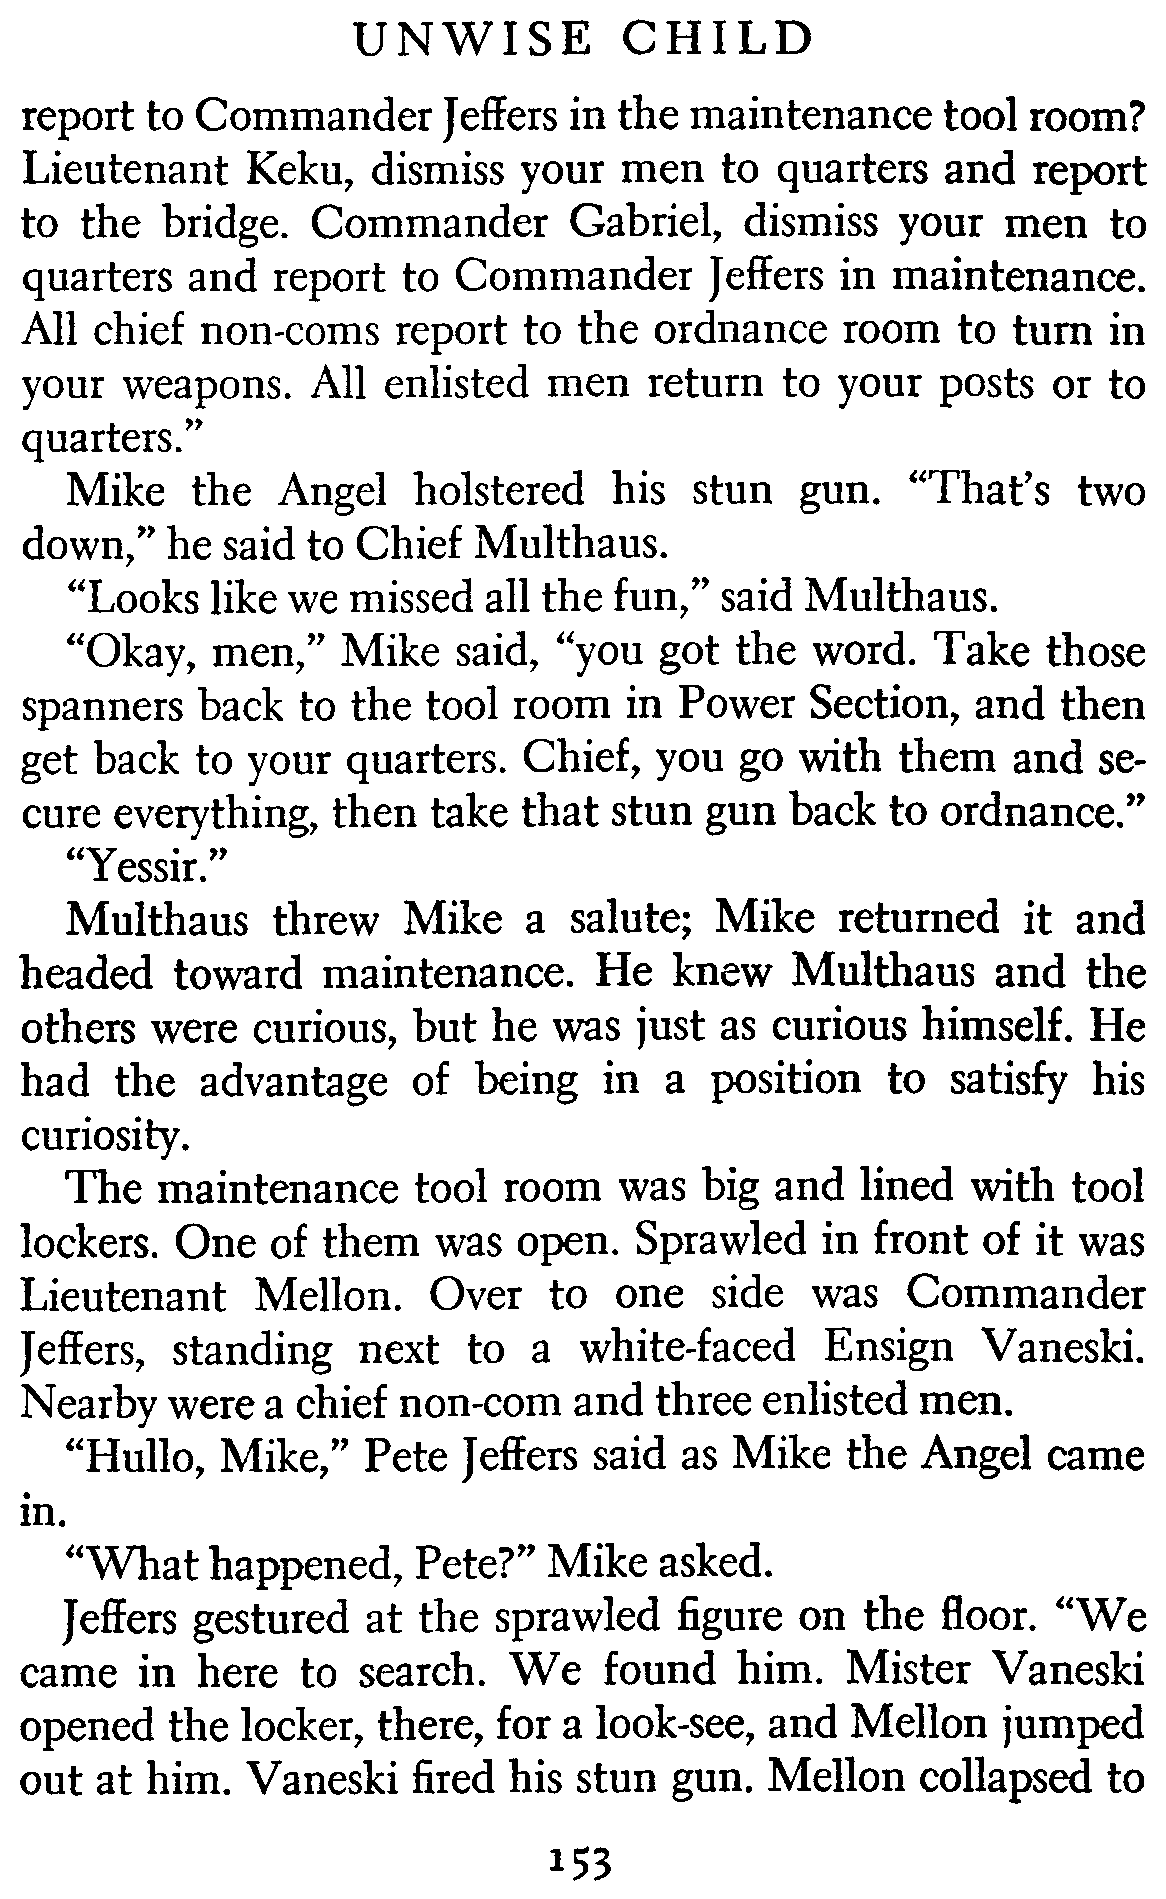 UNWISE CHILD
report to Commander Jeffers in the maintenance tool room?
Lieutenant Keku, dismiss your men to quarters and report
to the bridge. Commander Gabriel, dismiss your men to
quarters and report to Commander Jeffers in maintenance.
All chief non-coms report to the ordnance room to turn in
your weapons. All enlisted men return to your posts or to
quarters.”
Mike the Angel holstered his stun gun. “That’s two
down,” he said to Chief Multhaus.
“Looks like we missed all the fun,” said Multhaus.
“Okay, men,” Mike said, “you got the word. Take those
spanners back to the tool room in Power Section, and then
get back to your quarters. Chief, you go with them and se-
cure everything, then take that stun gun back to ordnance.”
“Yessir.”
Multhaus threw Mike a salute; Mike returned it and
headed toward maintenance. He knew Multhaus and the
others were curious, but he was just as curious himself. He
had the advantage of being in a position to satisfy his
curiosity.
The maintenance tool room was big and lined with tool
lockers. One of them was open. Sprawled in front of it was
Lieutenant Mellon. Over to one side was Commander
Jeffers, standing next to a white-faced Ensign Vaneski.
Nearby were a chief non-com and three enlisted men.
“Hullo, Mike,” Pete Jeffers said as Mike the Angel came
in.
“What happened, Pete?” Mike asked.
Jeffers gestured at the sprawled figure on the floor. “We
came in here to search. We found him. Mister Vaneski
opened the locker, there, for a look-see, and Mellon jumped
out at him. Vaneski fired his stun gun. Mellon collapsed to
153